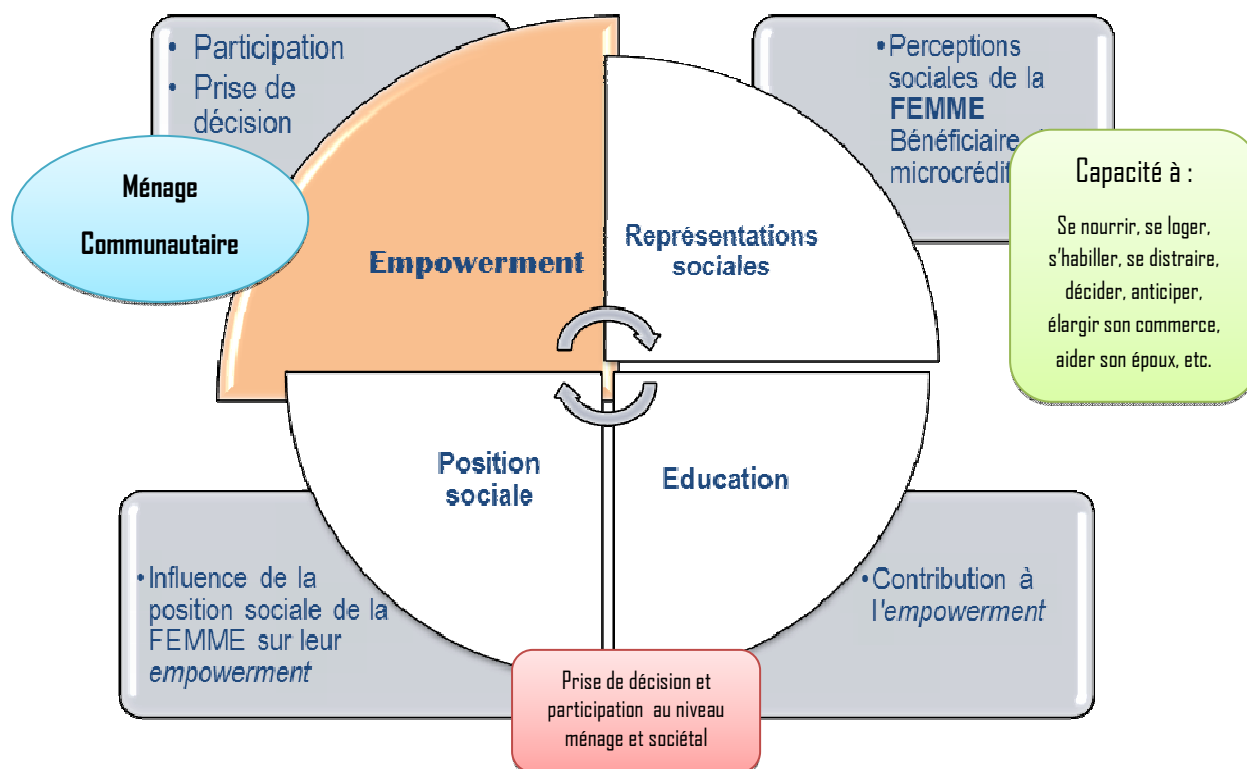 • Participation
• Prise de
décision
Ménage
Communautaire
Empowerment
Représentations
sociales
•Perceptions
sociales de la
FEMME
Bénéficiaire
microcrédit
Capacité à :
Se nourrir, se loger,
s'habiller, se distraire,
décider, anticiper,
élargir son commerce,
aider son époux, etc.
Position
sociale
Education
•Influence de la
position sociale de la
FEMME sur leur
empowerment
•Contribution à
l'empowerment
Prise de décision et
participation au niveau
ménage et sociétal